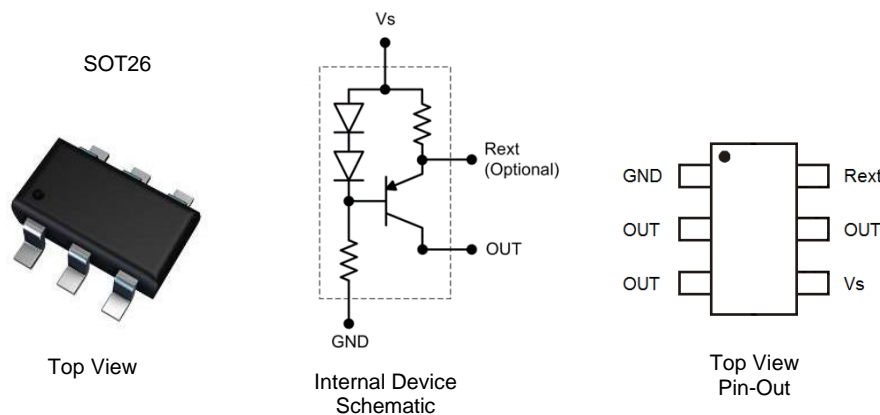 SOT26
Top View
Vs
Rext
(Optional)
OUT
GND
Internal Device
Schematic
GND
OUT
OUT
Rext
OUT
Vs
Top View
Pin-Out